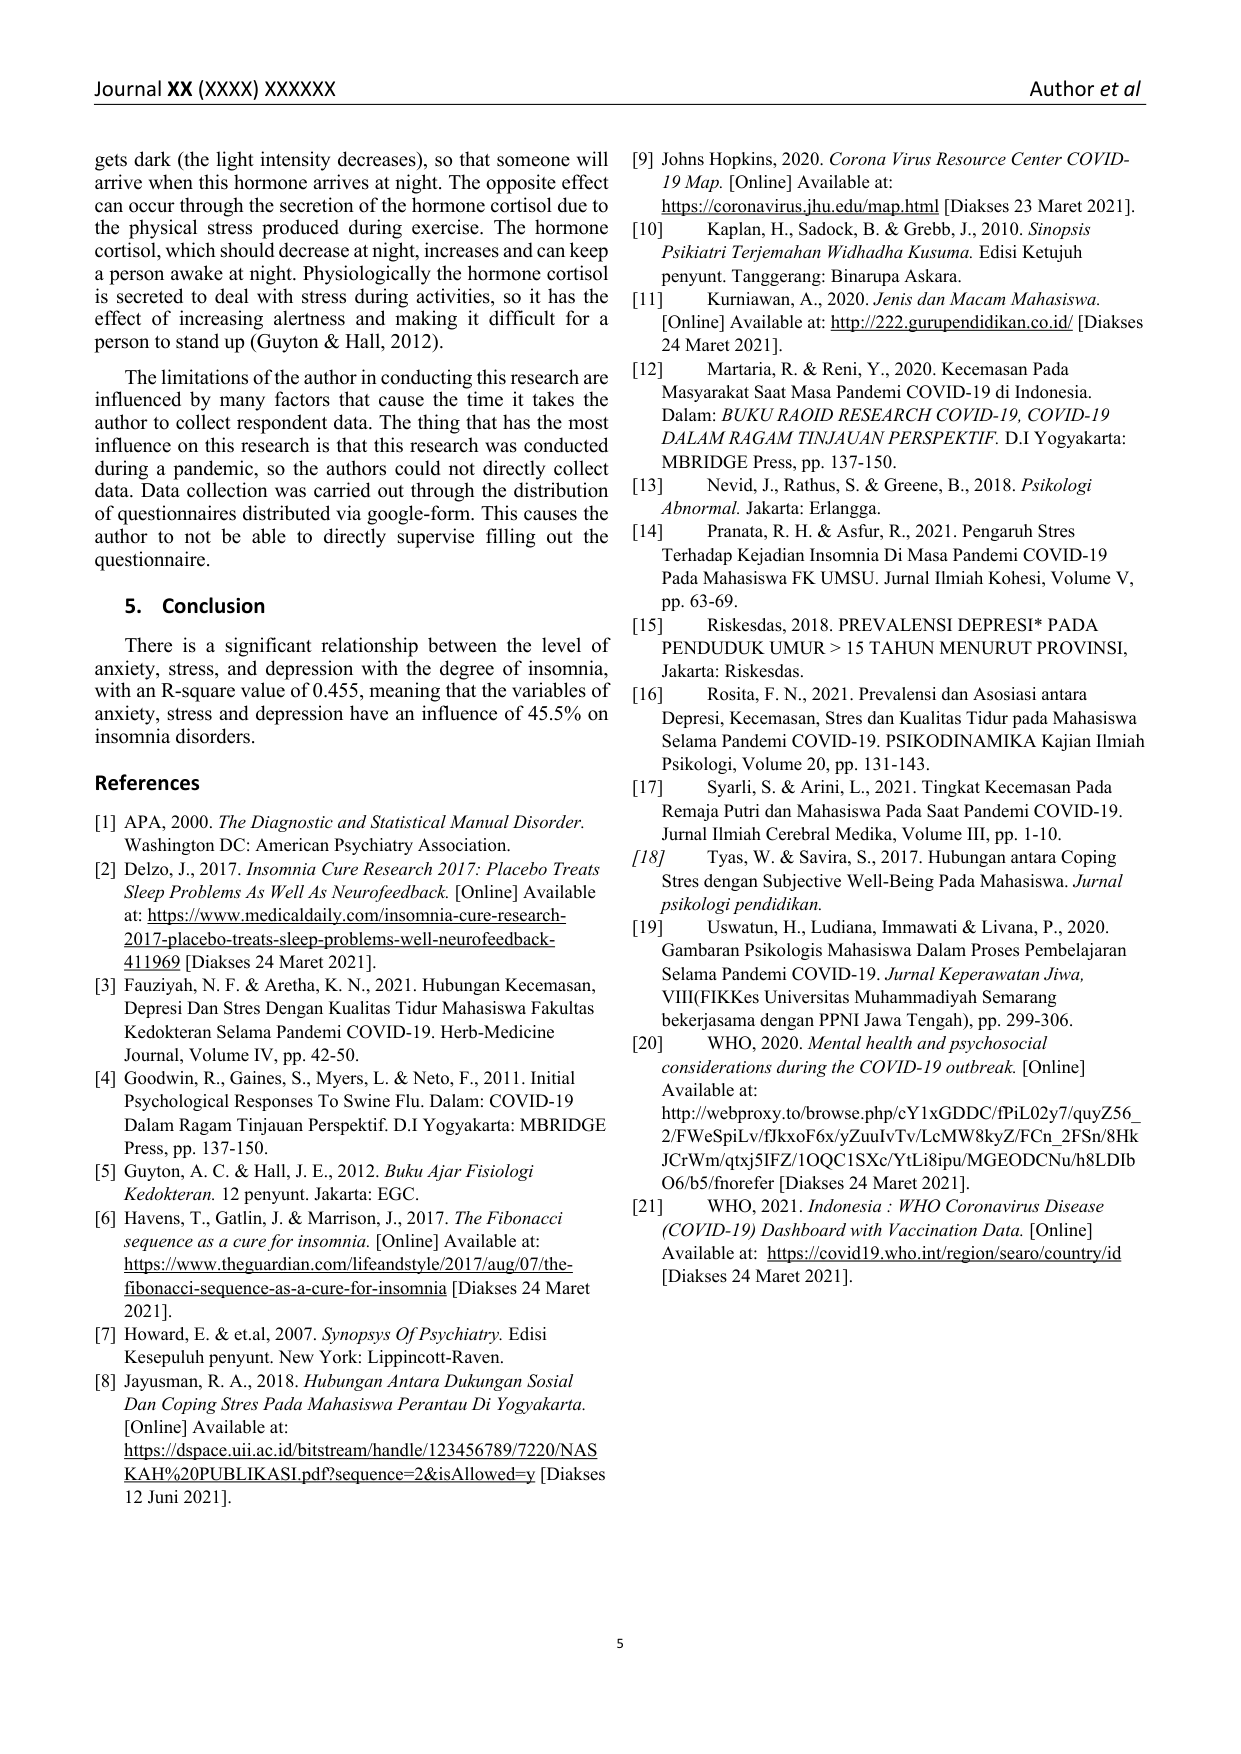 Journal XX (XXXX) XXXXXX
Author et al
gets dark (the light intensity decreases), so that someone will
arrive when this hormone arrives at night. The opposite effect
can occur through the secretion of the hormone cortisol due to
the physical stress produced during exercise. The hormone
cortisol, which should decrease at night, increases and can keep
a person awake at night. Physiologically the hormone cortisol
is secreted to deal with stress during activities, so it has the
effect of increasing alertness and making it difficult for a
person to stand up (Guyton & Hall, 2012).
The limitations of the author in conducting this research are
influenced by many factors that cause the time it takes the
author to collect respondent data. The thing that has the most
influence on this research is that this research was conducted
during a pandemic, so the authors could not directly collect
data. Data collection was carried out through the distribution
of questionnaires distributed via google-form. This causes the
author to not be able to directly supervise filling out the
questionnaire.
5. Conclusion
There is a significant relationship between the level of
anxiety, stress, and depression with the degree of insomnia,
with an R-square value of 0.455, meaning that the variables of
anxiety, stress and depression have an influence of 45.5% on
insomnia disorders.
References
[1] APA, 2000. The Diagnostic and Statistical Manual Disorder.
Washington DC: American Psychiatry Association.
[2] Delzo, J., 2017. Insomnia Cure Research 2017: Placebo Treats
Sleep Problems As Well As Neurofeedback. [Online] Available
at: https://www.medicaldaily.com/insomnia-cure-research-
2017-placebo-treats-sleep-problems-well-neurofeedback-
411969 [Diakses 24 Maret 2021].
[3] Fauziyah, N. F. & Aretha, K. N., 2021. Hubungan Kecemasan,
Depresi Dan Stres Dengan Kualitas Tidur Mahasiswa Fakultas
Kedokteran Selama Pandemi COVID-19. Herb-Medicine
Journal, Volume IV, pp. 42-50.
[4] Goodwin, R., Gaines, S., Myers, L. & Neto, F., 2011. Initial
Psychological Responses To Swine Flu. Dalam: COVID-19
Dalam Ragam Tinjauan Perspektif. D.I Yogyakarta: MBRIDGE
Press, pp. 137-150.
[5] Guyton, A. C. & Hall, J. E., 2012. Buku Ajar Fisiologi
Kedokteran. 12 penyunt. Jakarta: EGC.
[6] Havens, T., Gatlin, J. & Marrison, J., 2017. The Fibonacci
sequence as a cure for insomnia. [Online] Available at:
https://www.theguardian.com/lifeandstyle/2017/aug/07/the-
fibonacci-sequence-as-a-cure-for-insomnia [Diakses 24 Maret
2021].
[7] Howard, E. & et.al, 2007. Synopsys Of Psychiatry. Edisi
Kesepuluh penyunt. New York: Lippincott-Raven.
[8] Jayusman, R. A., 2018. Hubungan Antara Dukungan Sosial
Dan Coping Stres Pada Mahasiswa Perantau Di Yogyakarta.
[Online] Available at:
https://dspace.uii.ac.id/bitstream/handle/123456789/7220/NAS
KAH%20PUBLIKASI.pdf?sequence=2&isAllowed=y [Diakses
12 Juni 2021].
[9] Johns Hopkins, 2020. Corona Virus Resource Center COVID-
19 Map. [Online] Available at:
https://coronavirus.jhu.edu/map.html [Diakses 23 Maret 2021].
[10] Kaplan, H., Sadock, B. & Grebb, J., 2010. Sinopsis
Psikiatri Terjemahan Widhadha Kusuma. Edisi Ketujuh
penyunt. Tanggerang: Binarupa Askara.
[11] Kurniawan, A., 2020. Jenis dan Macam Mahasiswa.
[Online] Available at: http://222.gurupendidikan.co.id/ [Diakses
24 Maret 2021].
[12] Martaria, R. & Reni, Y., 2020. Kecemasan Pada
Masyarakat Saat Masa Pandemi COVID-19 di Indonesia.
Dalam: BUKU RAOID RESEARCH COVID-19, COVID-19
DALAM RAGAM TINJAUAN PERSPEKTIF. D.I Yogyakarta:
MBRIDGE Press, pp. 137-150.
[13] Nevid, J., Rathus, S. & Greene, B., 2018. Psikologi
Abnormal. Jakarta: Erlangga.
[14] Pranata, R. H. & Asfur, R., 2021. Pengaruh Stres
Terhadap Kejadian Insomnia Di Masa Pandemi COVID-19
Pada Mahasiswa FK UMSU. Jurnal Ilmiah Kohesi, Volume V,
pp. 63-69.
[15] Riskesdas, 2018. PREVALENSI DEPRESI* PADA
PENDUDUK UMUR > 15 TAHUN MENURUT PROVINSI,
Jakarta: Riskesdas.
[16] Rosita, F. N., 2021. Prevalensi dan Asosiasi antara
Depresi, Kecemasan, Stres dan Kualitas Tidur pada Mahasiswa
Selama Pandemi COVID-19. PSIKODINAMIKA Kajian Ilmiah
Psikologi, Volume 20, pp. 131-143.
[17] Syarli, S. & Arini, L., 2021. Tingkat Kecemasan Pada
Remaja Putri dan Mahasiswa Pada Saat Pandemi COVID-19.
Jurnal Ilmiah Cerebral Medika, Volume III, pp. 1-10.
[18] Tyas, W. & Savira, S., 2017. Hubungan antara Coping
Stres dengan Subjective Well-Being Pada Mahasiswa. Jurnal
psikologi pendidikan.
[19] Uswatun, H., Ludiana, Immawati & Livana, P., 2020.
Gambaran Psikologis Mahasiswa Dalam Proses Pembelajaran
Selama Pandemi COVID-19. Jurnal Keperawatan Jiwa,
VIII(FIKKes Universitas Muhammadiyah Semarang
bekerjasama dengan PPNI Jawa Tengah), pp. 299-306.
[20] WHO, 2020. Mental health and psychosocial
considerations during the COVID-19 outbreak. [Online]
Available at:
http://webproxy.to/browse.php/cY1xGDDC/fPiL02y7/quyZ56_
2/FWeSpiLv/fJkxoF6x/yZuuIvTv/LcMW8kyZ/FCn_2FSn/8Hk
JCrWm/qtxj5IFZ/1OQC1SXc/YtLi8ipu/MGEODCNu/h8LDIb
O6/b5/fnorefer [Diakses 24 Maret 2021].
[21] WHO, 2021. Indonesia : WHO Coronavirus Disease
(COVID-19) Dashboard with Vaccination Data. [Online]
Available at: https://covid19.who.int/region/searo/country/id
[Diakses 24 Maret 2021].
5